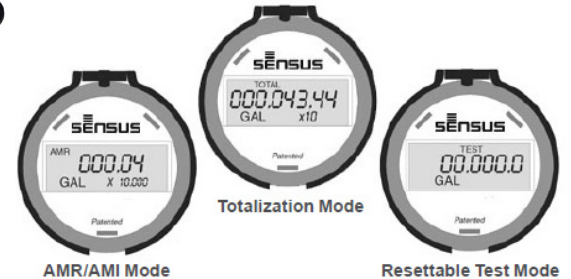 SENSUS
AMR
000.04
GAL X 10.000
Patented
AMR/AMI Mode
SENSUS
TOTAL
000.043.44
GAL x10
Patented
Totalization Mode
SENSUS
TEST
00.000.0
GAL
Patented
Resettable Test Mode